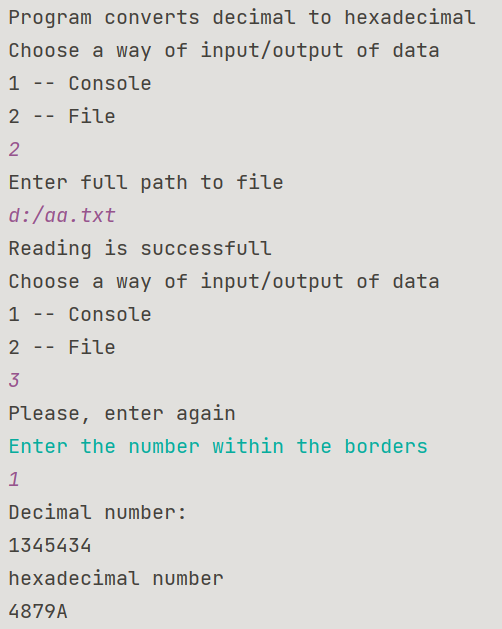 Program converts decimal to hexadecimal
Choose a way of input/output of data
1 -- Console
2 -- File
2
Enter full path to file
d:/aa.txt
Reading is successfull
Choose a way of input/output of data
1 -- Console
2 -- File
3
Please, enter again
Enter the number within the borders
1
Decimal number:
1345434
hexadecimal number
4879A